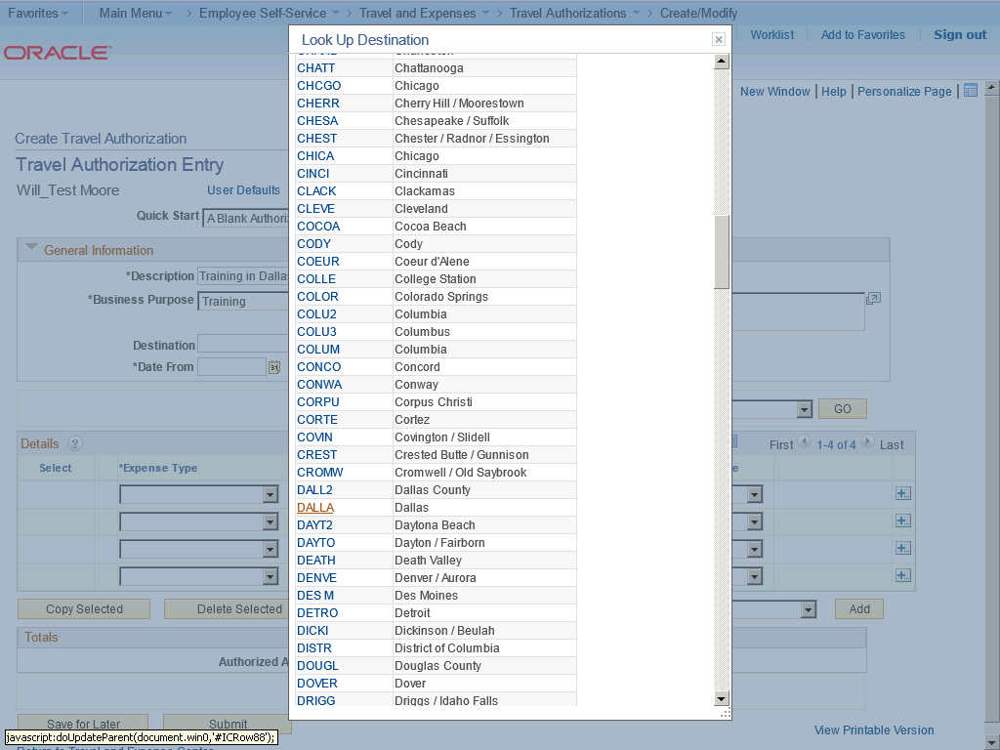 Favorites
Main Menu > Employee Self-Service > Travel and Expenses > Travel Authorizations > Create/Modify
ORACLE
Worklist
Add to Favorites
Sign out
New Window | Help | Personalize Page |
Create Travel Authorization
Travel Authorization Entry
Will_Test Moore
User Defaults
Quick Start
A Blank Authori
General Information
*Description
Training in Dalla
*Business Purpose
Training
Destination
*Date From
31
GO
Details ?
First 1-4 of 4 Last
Select
*Expense Type
e
Copy Selected
Delete Selected
Add
Totals
Authorized A
Save for Later
Submit
View Printable Version
javascript:doUpdateParent(document.win0,'#ICRow88');
Look Up Destination
CHATT Chattanooga
CHCGO Chicago
CHERR Cherry Hill / Moorestown
CHESA Chesapeake / Suffolk
CHEST Chester / Radnor / Essington
CHICA Chicago
CINCI Cincinnati
CLACK Clackamas
CLEVE Cleveland
COCOA Cocoa Beach
CODY Cody
COEUR Coeur d'Alene
COLLE College Station
COLOR Colorado Springs
COLU2 Columbia
COLU3 Columbus
COLUM Columbia
CONCO Concord
CONWA Conway
CORPU Corpus Christi
CORTE Cortez
COVIN Covington / Slidell
CREST Crested Butte / Gunnison
CROMW Cromwell / Old Saybrook
DALL2 Dallas County
DALLA Dallas
DAYT2 Daytona Beach
DAYTO Dayton / Fairborn
DEATH Death Valley
DENVE Denver / Aurora
DES M Des Moines
DETRO Detroit
DICKI Dickinson / Beulah
DISTR District of Columbia
DOUGL Douglas County
DOVER Dover
DRIGG Driggs / Idaho Falls